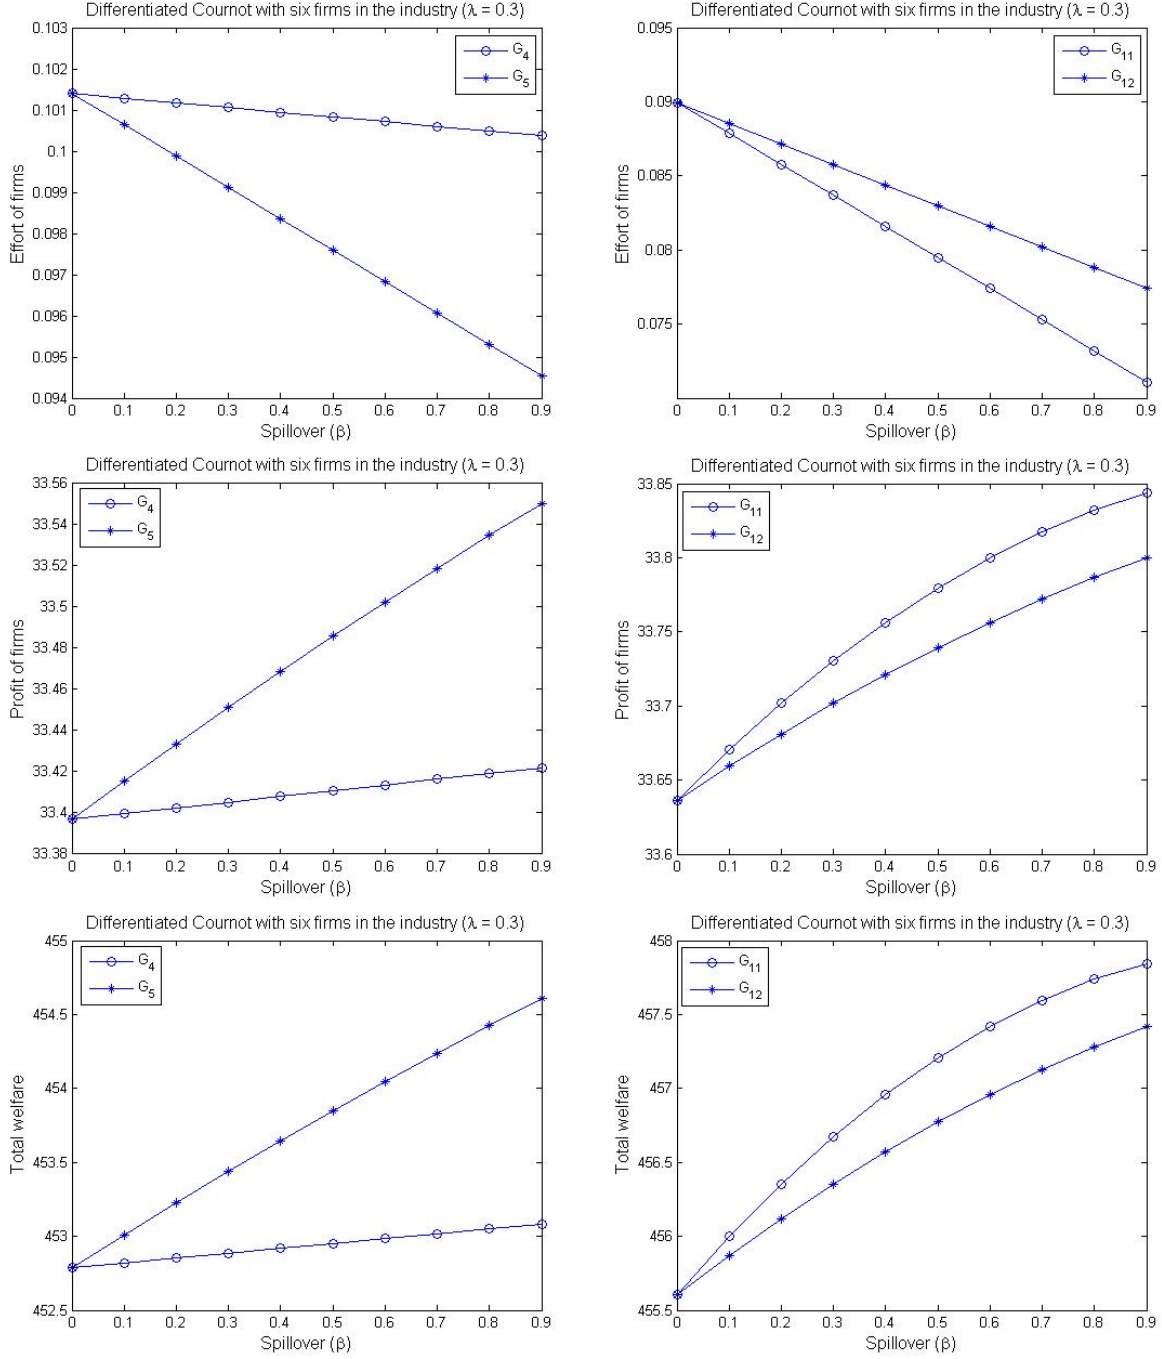 Differentiated Cournot with six firms in the industry (λ = 0.3)
0.103
0.102
0.101
0.1
0.099
0.098
0.097
0.096
0.095
0.094
Effort of firms
G4
G5
0 0.1 0.2 0.3 0.4 0.5 0.6 0.7 0.8 0.9
Spillover (β)
Differentiated Cournot with six firms in the industry (λ = 0.3)
0.095
0.09
0.085
0.08
0.075
Effort of firms
G11
G12
0 0.1 0.2 0.3 0.4 0.5 0.6 0.7 0.8 0.9
Spillover (β)
Differentiated Cournot with six firms in the industry (λ = 0.3)
33.56
33.54
33.52
33.5
33.48
33.46
33.44
33.42
33.4
33.38
Profit of firms
G4
G5
0 0.1 0.2 0.3 0.4 0.5 0.6 0.7 0.8 0.9
Spillover (β)
Differentiated Cournot with six firms in the industry (λ = 0.3)
33.85
33.8
33.75
33.7
33.65
33.6
Profit of firms
G11
G12
0 0.1 0.2 0.3 0.4 0.5 0.6 0.7 0.8 0.9
Spillover (β)
Differentiated Cournot with six firms in the industry (λ = 0.3)
455
454.5
454
453.5
453
452.5
Total welfare
G4
G5
0 0.1 0.2 0.3 0.4 0.5 0.6 0.7 0.8 0.9
Spillover (β)
Differentiated Cournot with six firms in the industry (λ = 0.3)
458
457.5
457
456.5
456
455.5
Total welfare
G11
G12
0 0.1 0.2 0.3 0.4 0.5 0.6 0.7 0.8 0.9
Spillover (β)